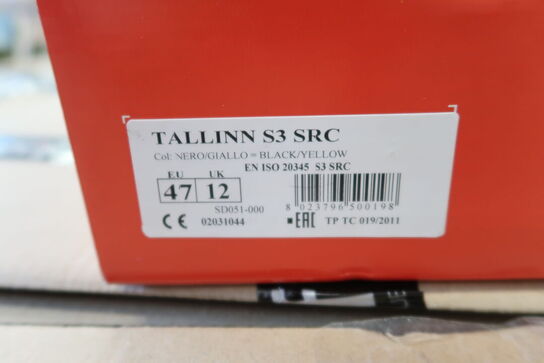 TALLINN S3 SRC
Col: NERO/GIALLO = BLACK/YELLOW
EN ISO 20345 S3 SRC
EU UK
47 12
SD051-000
8 023796 500198
CE 02031044 EAC TP TC 019/2011